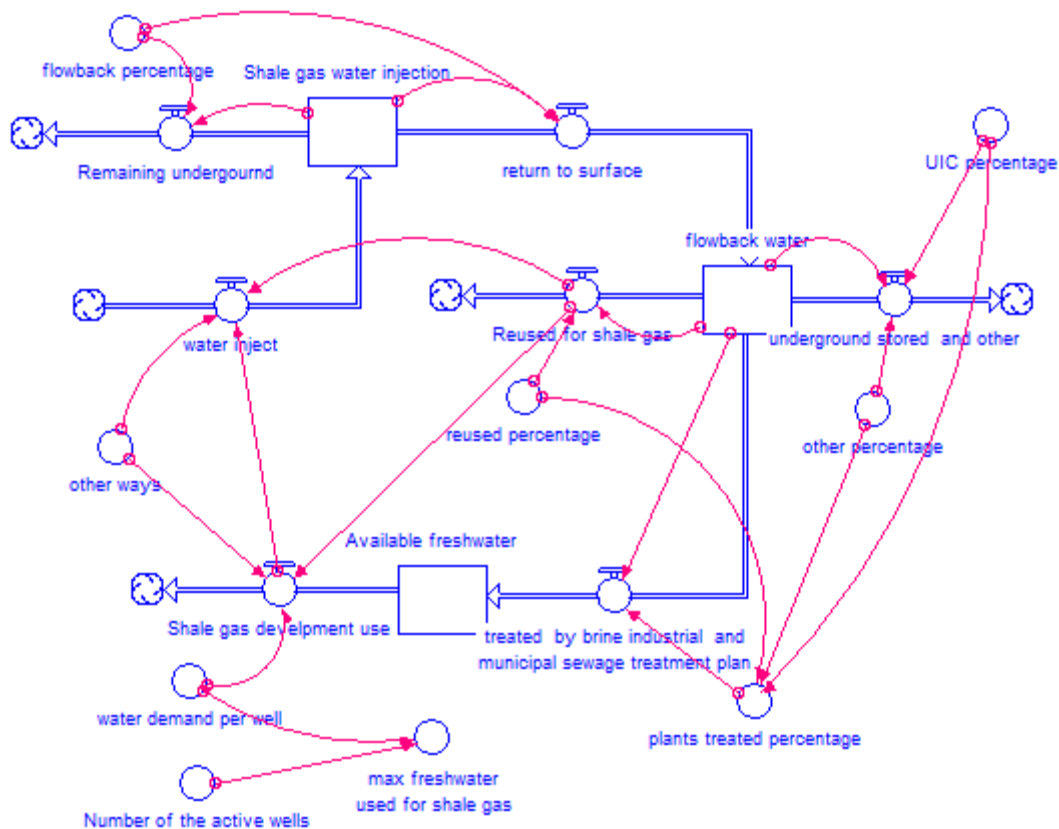 flowback percentage
Shale gas water injection
Remaining undergournd
return to surface
UIC percentage
flowback water
water inject
Reused for shale gas
underground stored and other
reused percentage
other percentage
other ways
Available freshwater
Shale gas develpment use
treated by brine industrial and
municipal sewage treatment plan
water demand per well
plants treated percentage
max freshwater
used for shale gas
Number of the active wells